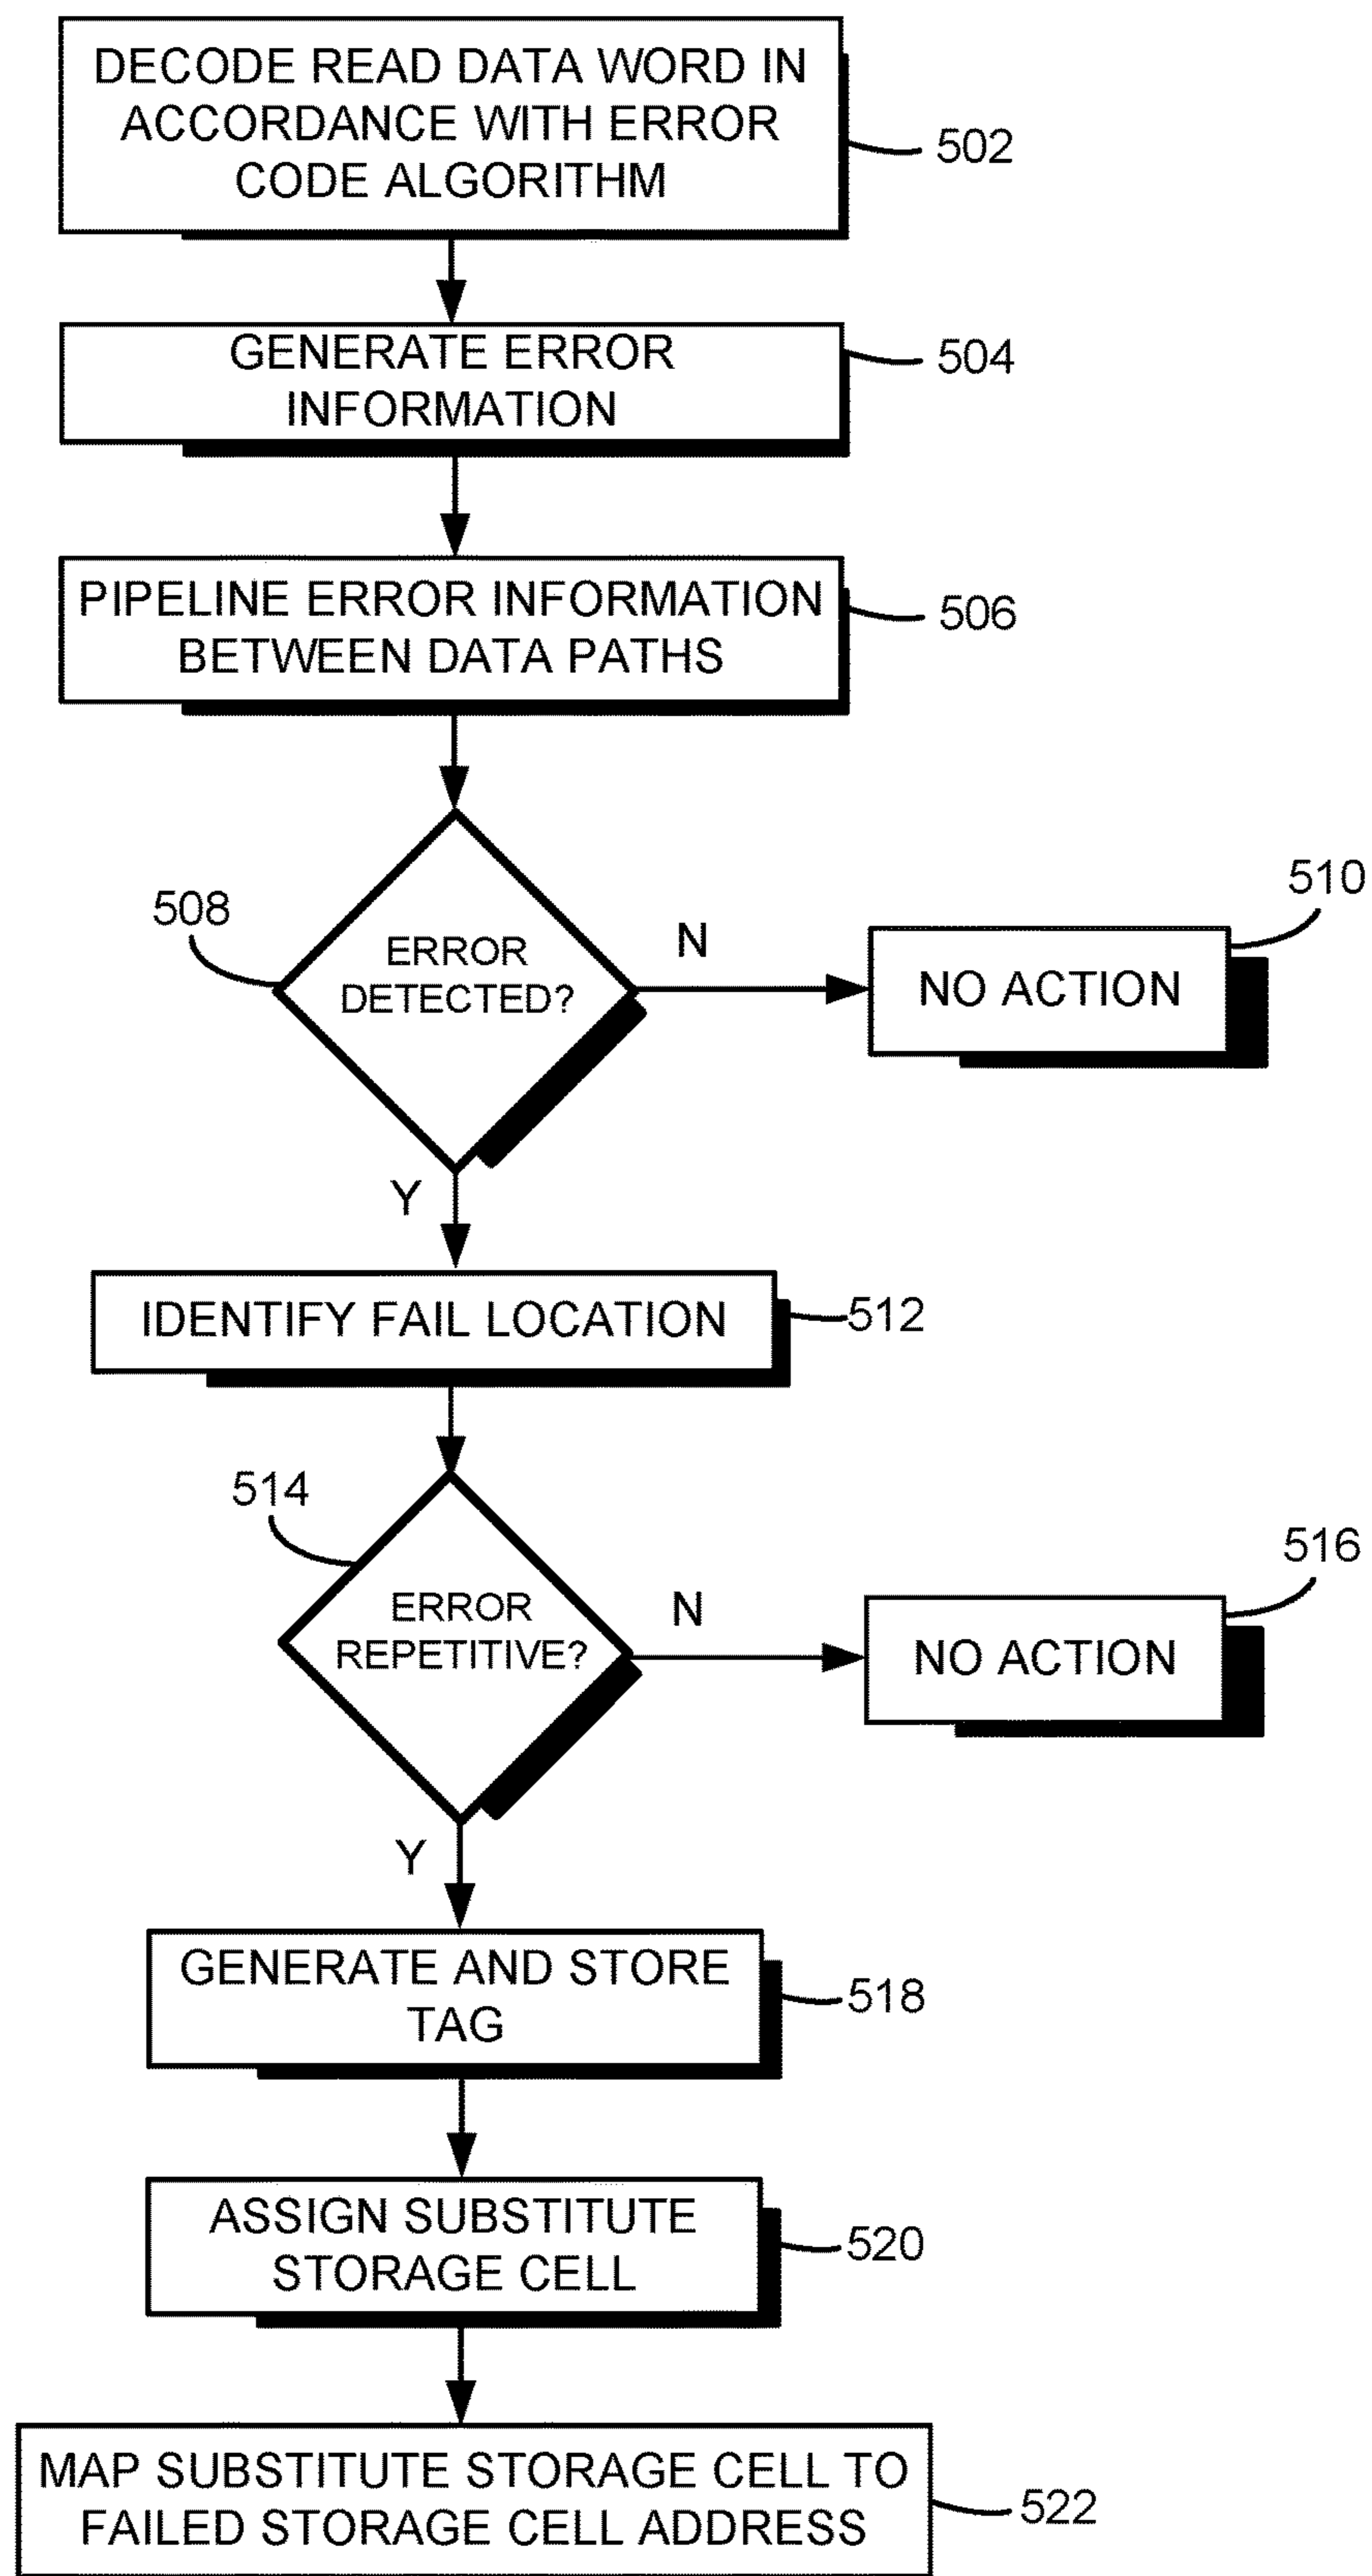 DECODE READ DATA WORD IN
ACCORDANCE WITH ERROR
CODE ALGORITHM
502
GENERATE ERROR
INFORMATION
504
PIPELINE ERROR INFORMATION
BETWEEN DATA PATHS
506
508
ERROR
DETECTED?
N
510
NO ACTION
Y
IDENTIFY FAIL LOCATION
512
514
ERROR
REPETITIVE?
N
516
NO ACTION
Y
GENERATE AND STORE
TAG
518
ASSIGN SUBSTITUTE
STORAGE CELL
520
MAP SUBSTITUTE STORAGE CELL TO
FAILED STORAGE CELL ADDRESS
522